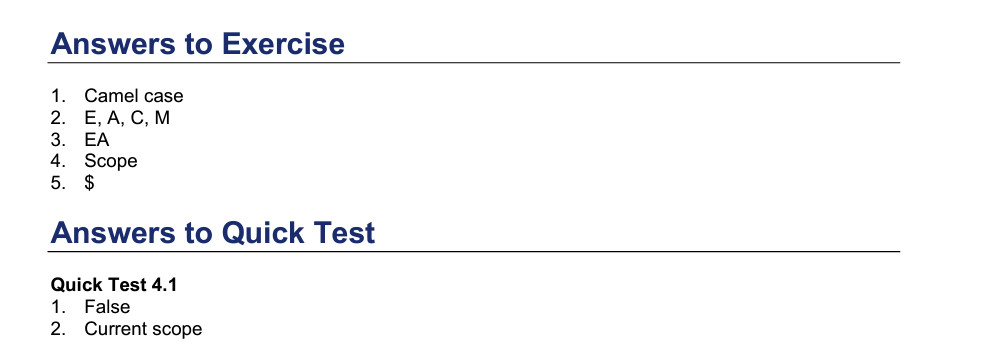 Answers to Exercise
1. Camel case
2. E, A, C, M
3. EA
4. Scope
5. $
Answers to Quick Test
Quick Test 4.1
1. False
2. Current scope